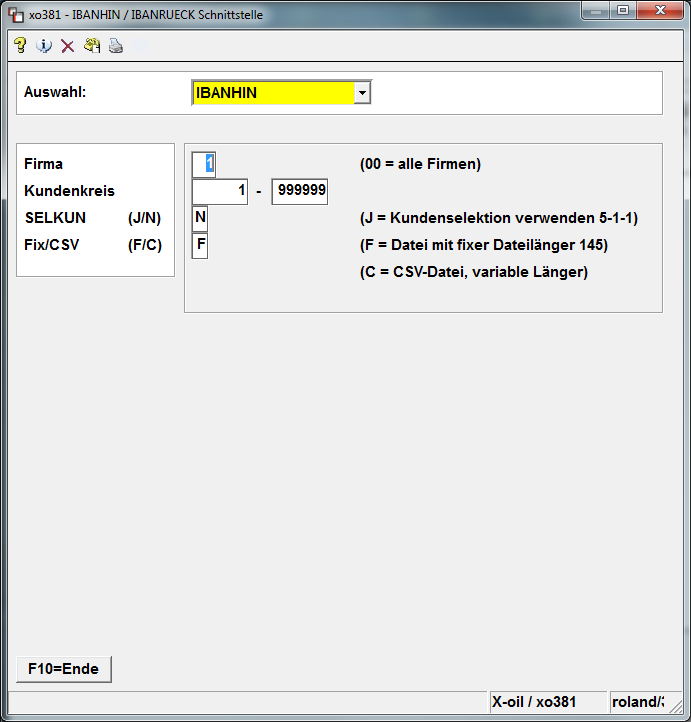 xo381 - IBANHIN / IBANRUECK Schnittstelle
Auswahl: IBANHIN
Firma 1 (00 = alle Firmen)
Kundenkreis 1 - 999999
SELKUN (J/N) N (J = Kundenselektion verwenden 5-1-1)
Fix/CSV (F/C) F (F = Datei mit fixer Dateilänger 145)
(C = CSV-Datei, variable Länger)
F10=Ende
X-oil / xo381 roland/3